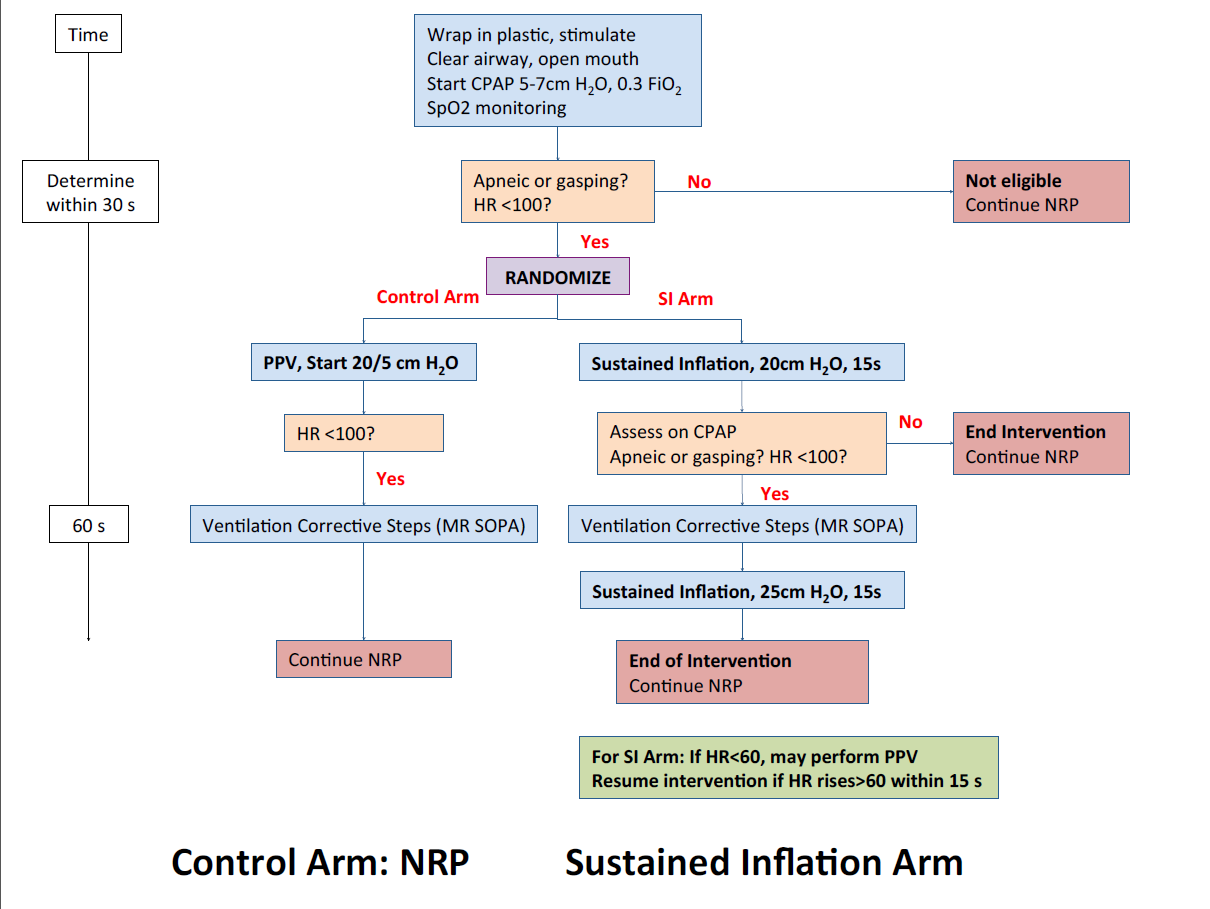 Time
Wrap in plastic, stimulate
Clear airway, open mouth
Start CPAP 5-7cm H₂O, 0.3 FiO₂
SpO2 monitoring
Determine
within 30 s
Apneic or gasping?
HR <100?
No
Not eligible
Continue NRP
Yes
RANDOMIZE
Control Arm
SI Arm
PPV, Start 20/5 cm H₂O
Sustained Inflation, 20cm H₂O, 15s
HR <100?
Assess on CPAP
Apneic or gasping? HR <100?
No
End Intervention
Continue NRP
Yes
Yes
60 s
Ventilation Corrective Steps (MR SOPA)
Ventilation Corrective Steps (MR SOPA)
Sustained Inflation, 25cm H₂O, 15s
Continue NRP
End of Intervention
Continue NRP
For SI Arm: If HR<60, may perform PPV
Resume intervention if HR rises>60 within 15 s
Control Arm: NRP
Sustained Inflation Arm